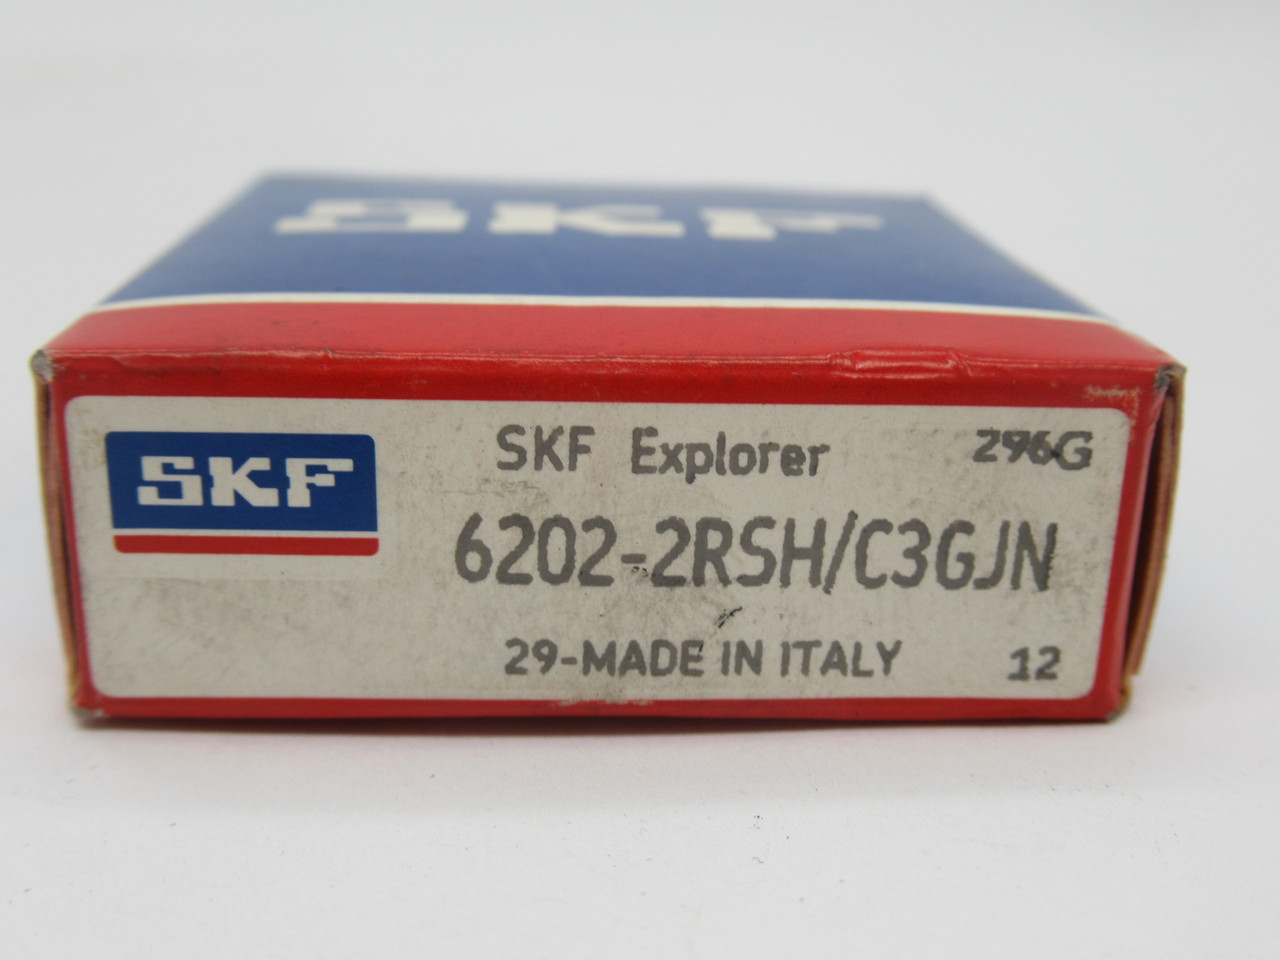 SKF
SKF
SKF Explorer 296G
6202-2RSH/C3GJN
29-MADE IN ITALY 12